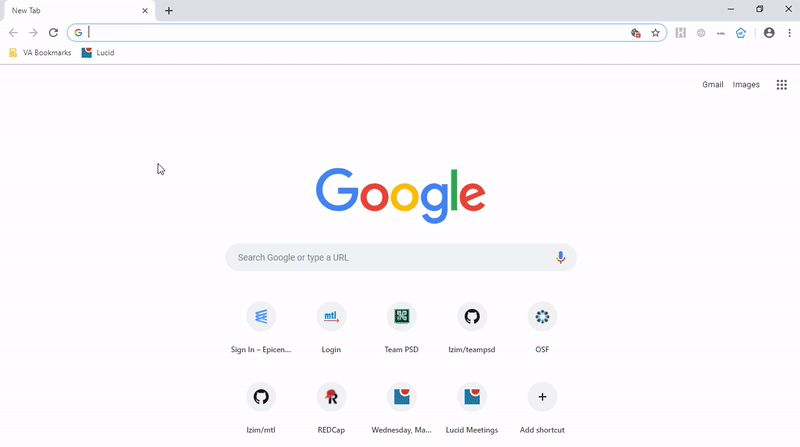 New Tab
VA Bookmarks
Lucid
Gmail
Images
Google
Search Google or type a URL
Sign In – Epicen...
Login
Team PSD
lzim/teampsd
OSF
lzim/mtl
REDCap
Wednesday, Ma...
Lucid Meetings
Add shortcut
mtl